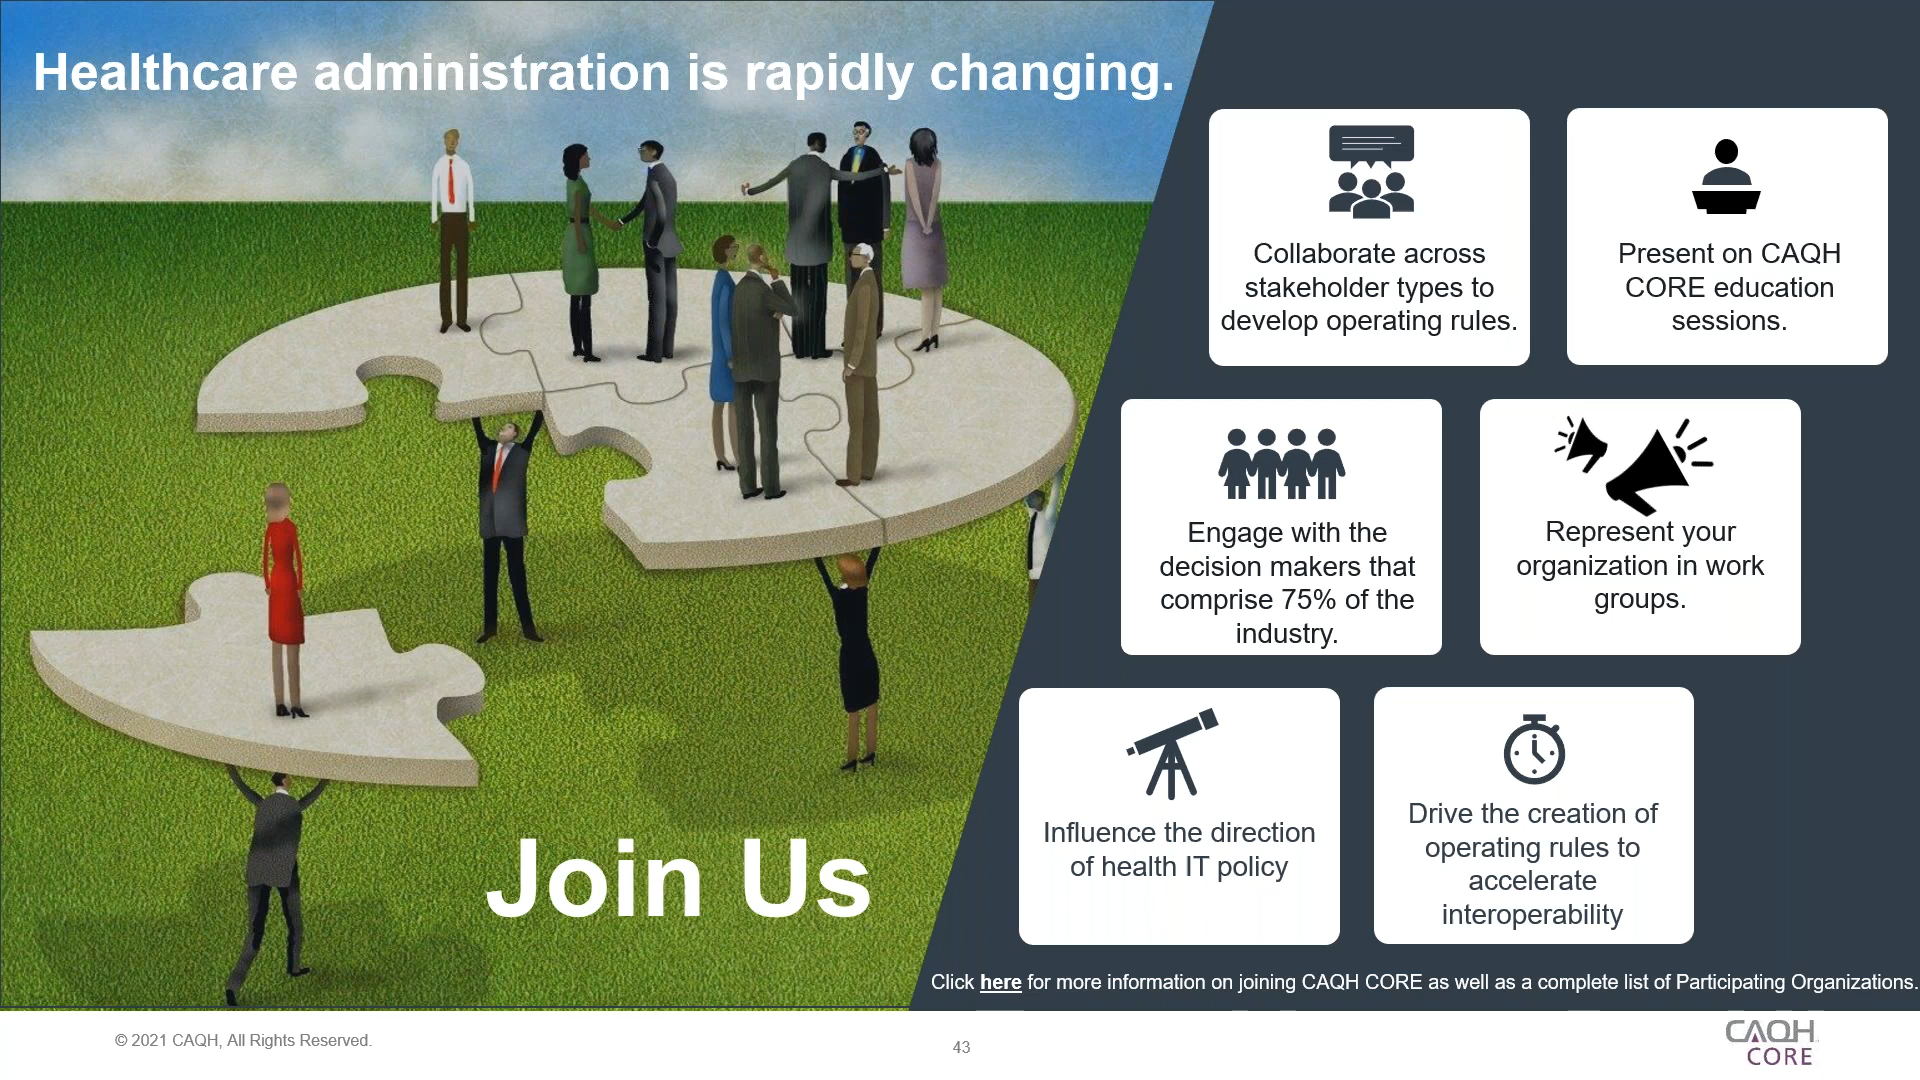 Healthcare administration is rapidly changing.
Collaborate across
stakeholder types to
develop operating rules.
Present on CAQH
CORE education
sessions.
Engage with the
decision makers that
comprise 75% of the
industry.
Represent your
organization in work
groups.
Influence the direction
of health IT policy
Drive the creation of
operating rules to
accelerate
interoperability
Join Us
Click here for more information on joining CAQH CORE as well as a complete list of Participating Organizations.
© 2021 CAQH, All Rights Reserved.
43
CAQH
CORE